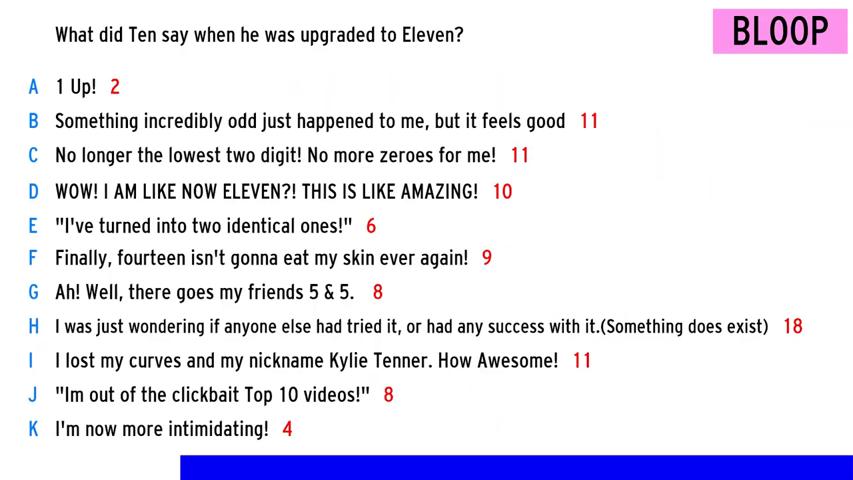 What did Ten say when he was upgraded to Eleven?
BLOOP
A 1 Up! 2
B Something incredibly odd just happened to me, but it feels good 11
C No longer the lowest two digit! No more zeroes for me! 11
D WOW! I AM LIKE NOW ELEVEN?! THIS IS LIKE AMAZING! 10
E "I've turned into two identical ones!" 6
F Finally, fourteen isn't gonna eat my skin ever again! 9
G Ah! Well, there goes my friends 5 & 5. 8
H I was just wondering if anyone else had tried it, or had any success with it.(Something does exist) 18
I I lost my curves and my nickname Kylie Tenner. How Awesome! 11
J "Im out of the clickbait Top 10 videos!" 8
K I'm now more intimidating! 4